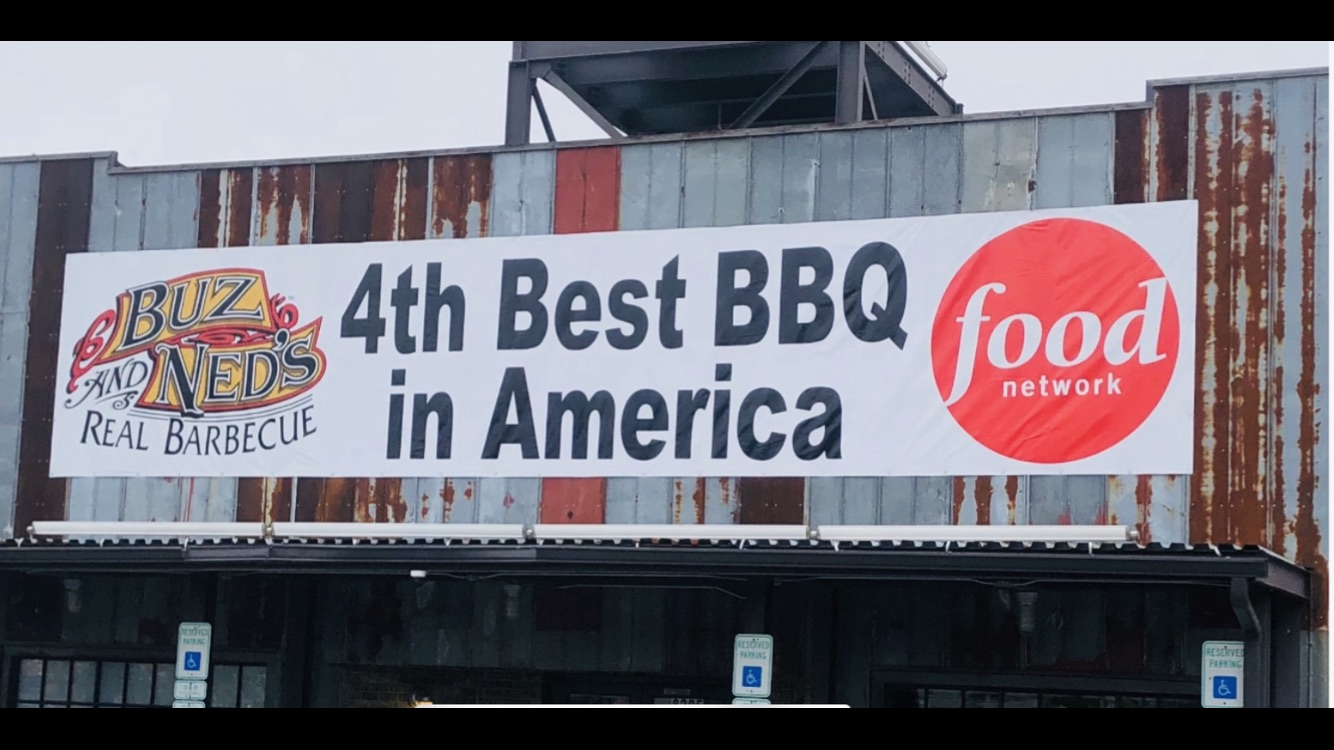 BUZ
AND
NED'S
REAL BARBECUE
4th Best BBQ
in America
food
network
RESERVED
PARKING
RESERVED
PARKING
RESERVED
PARKING